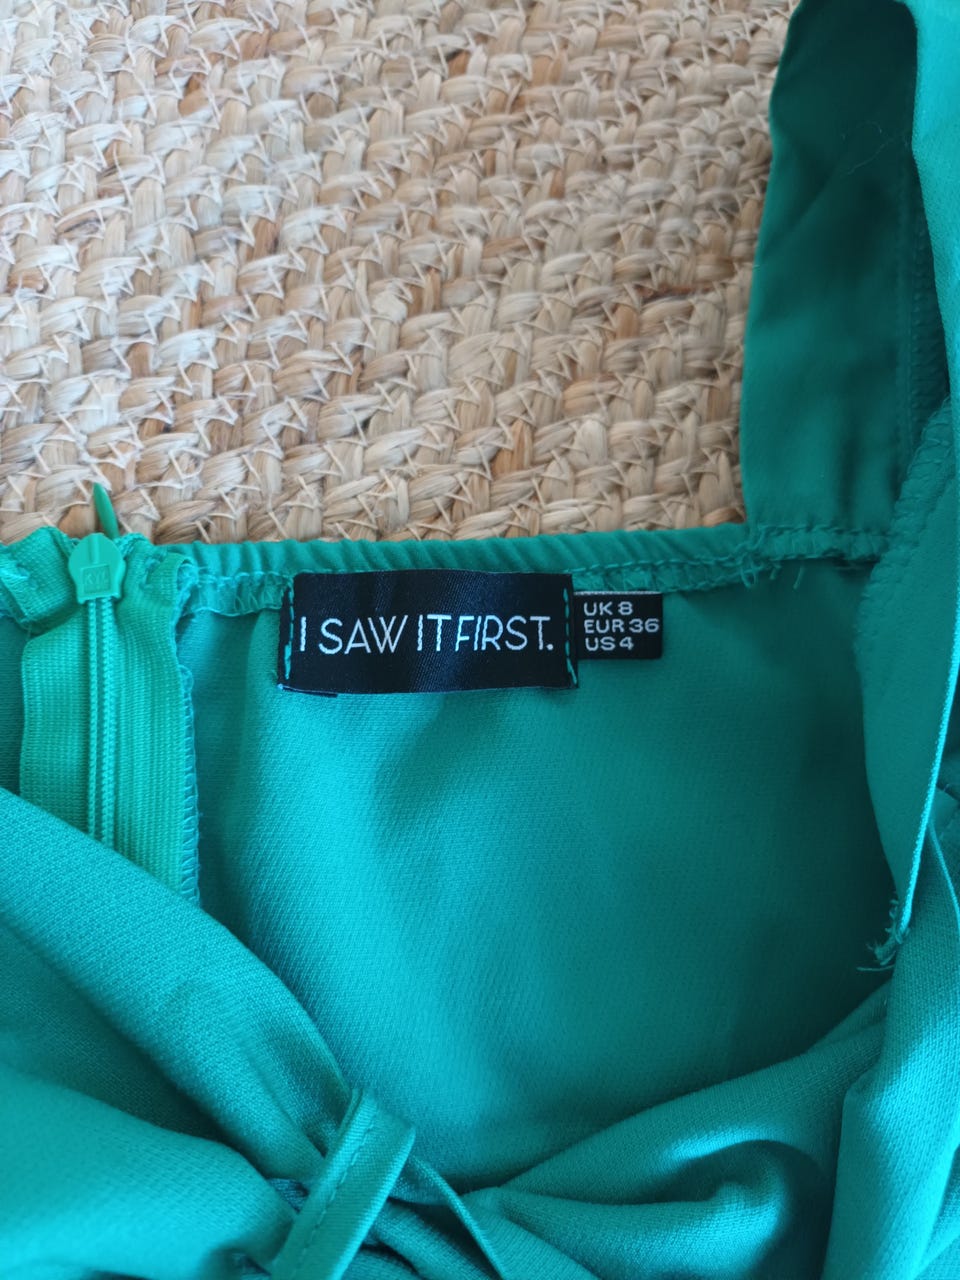 I SAW IT FIRST.
UK 8
EUR 36
US 4